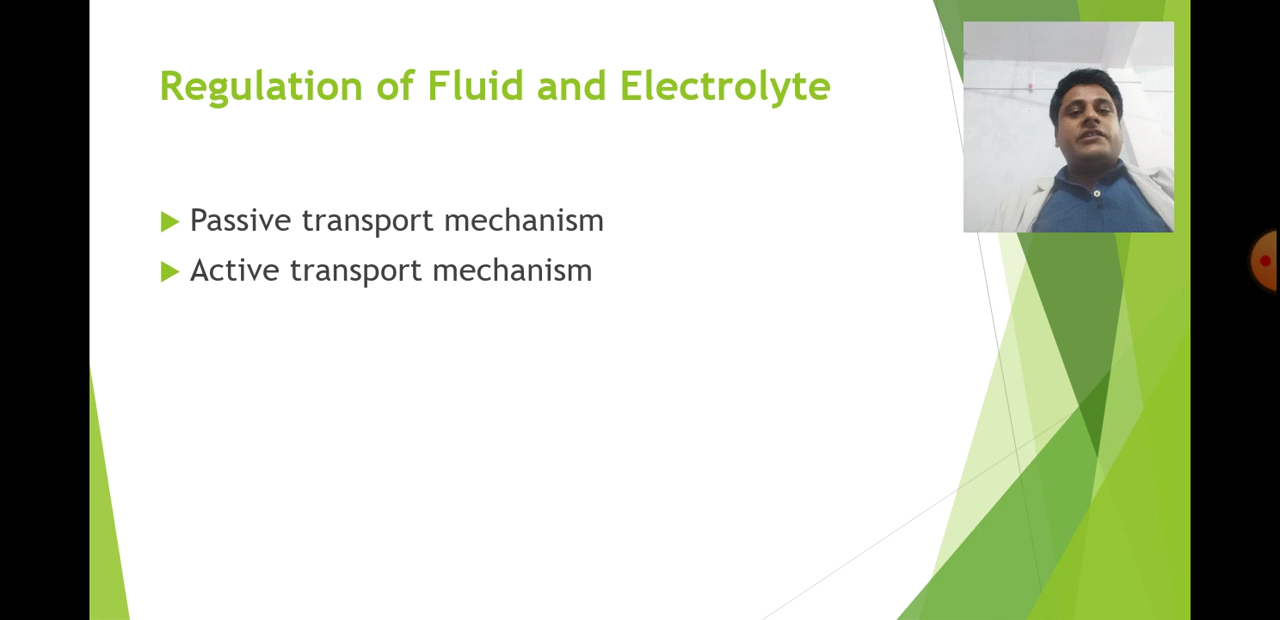 Regulation of Fluid and Electrolyte
Passive transport mechanism
Active transport mechanism